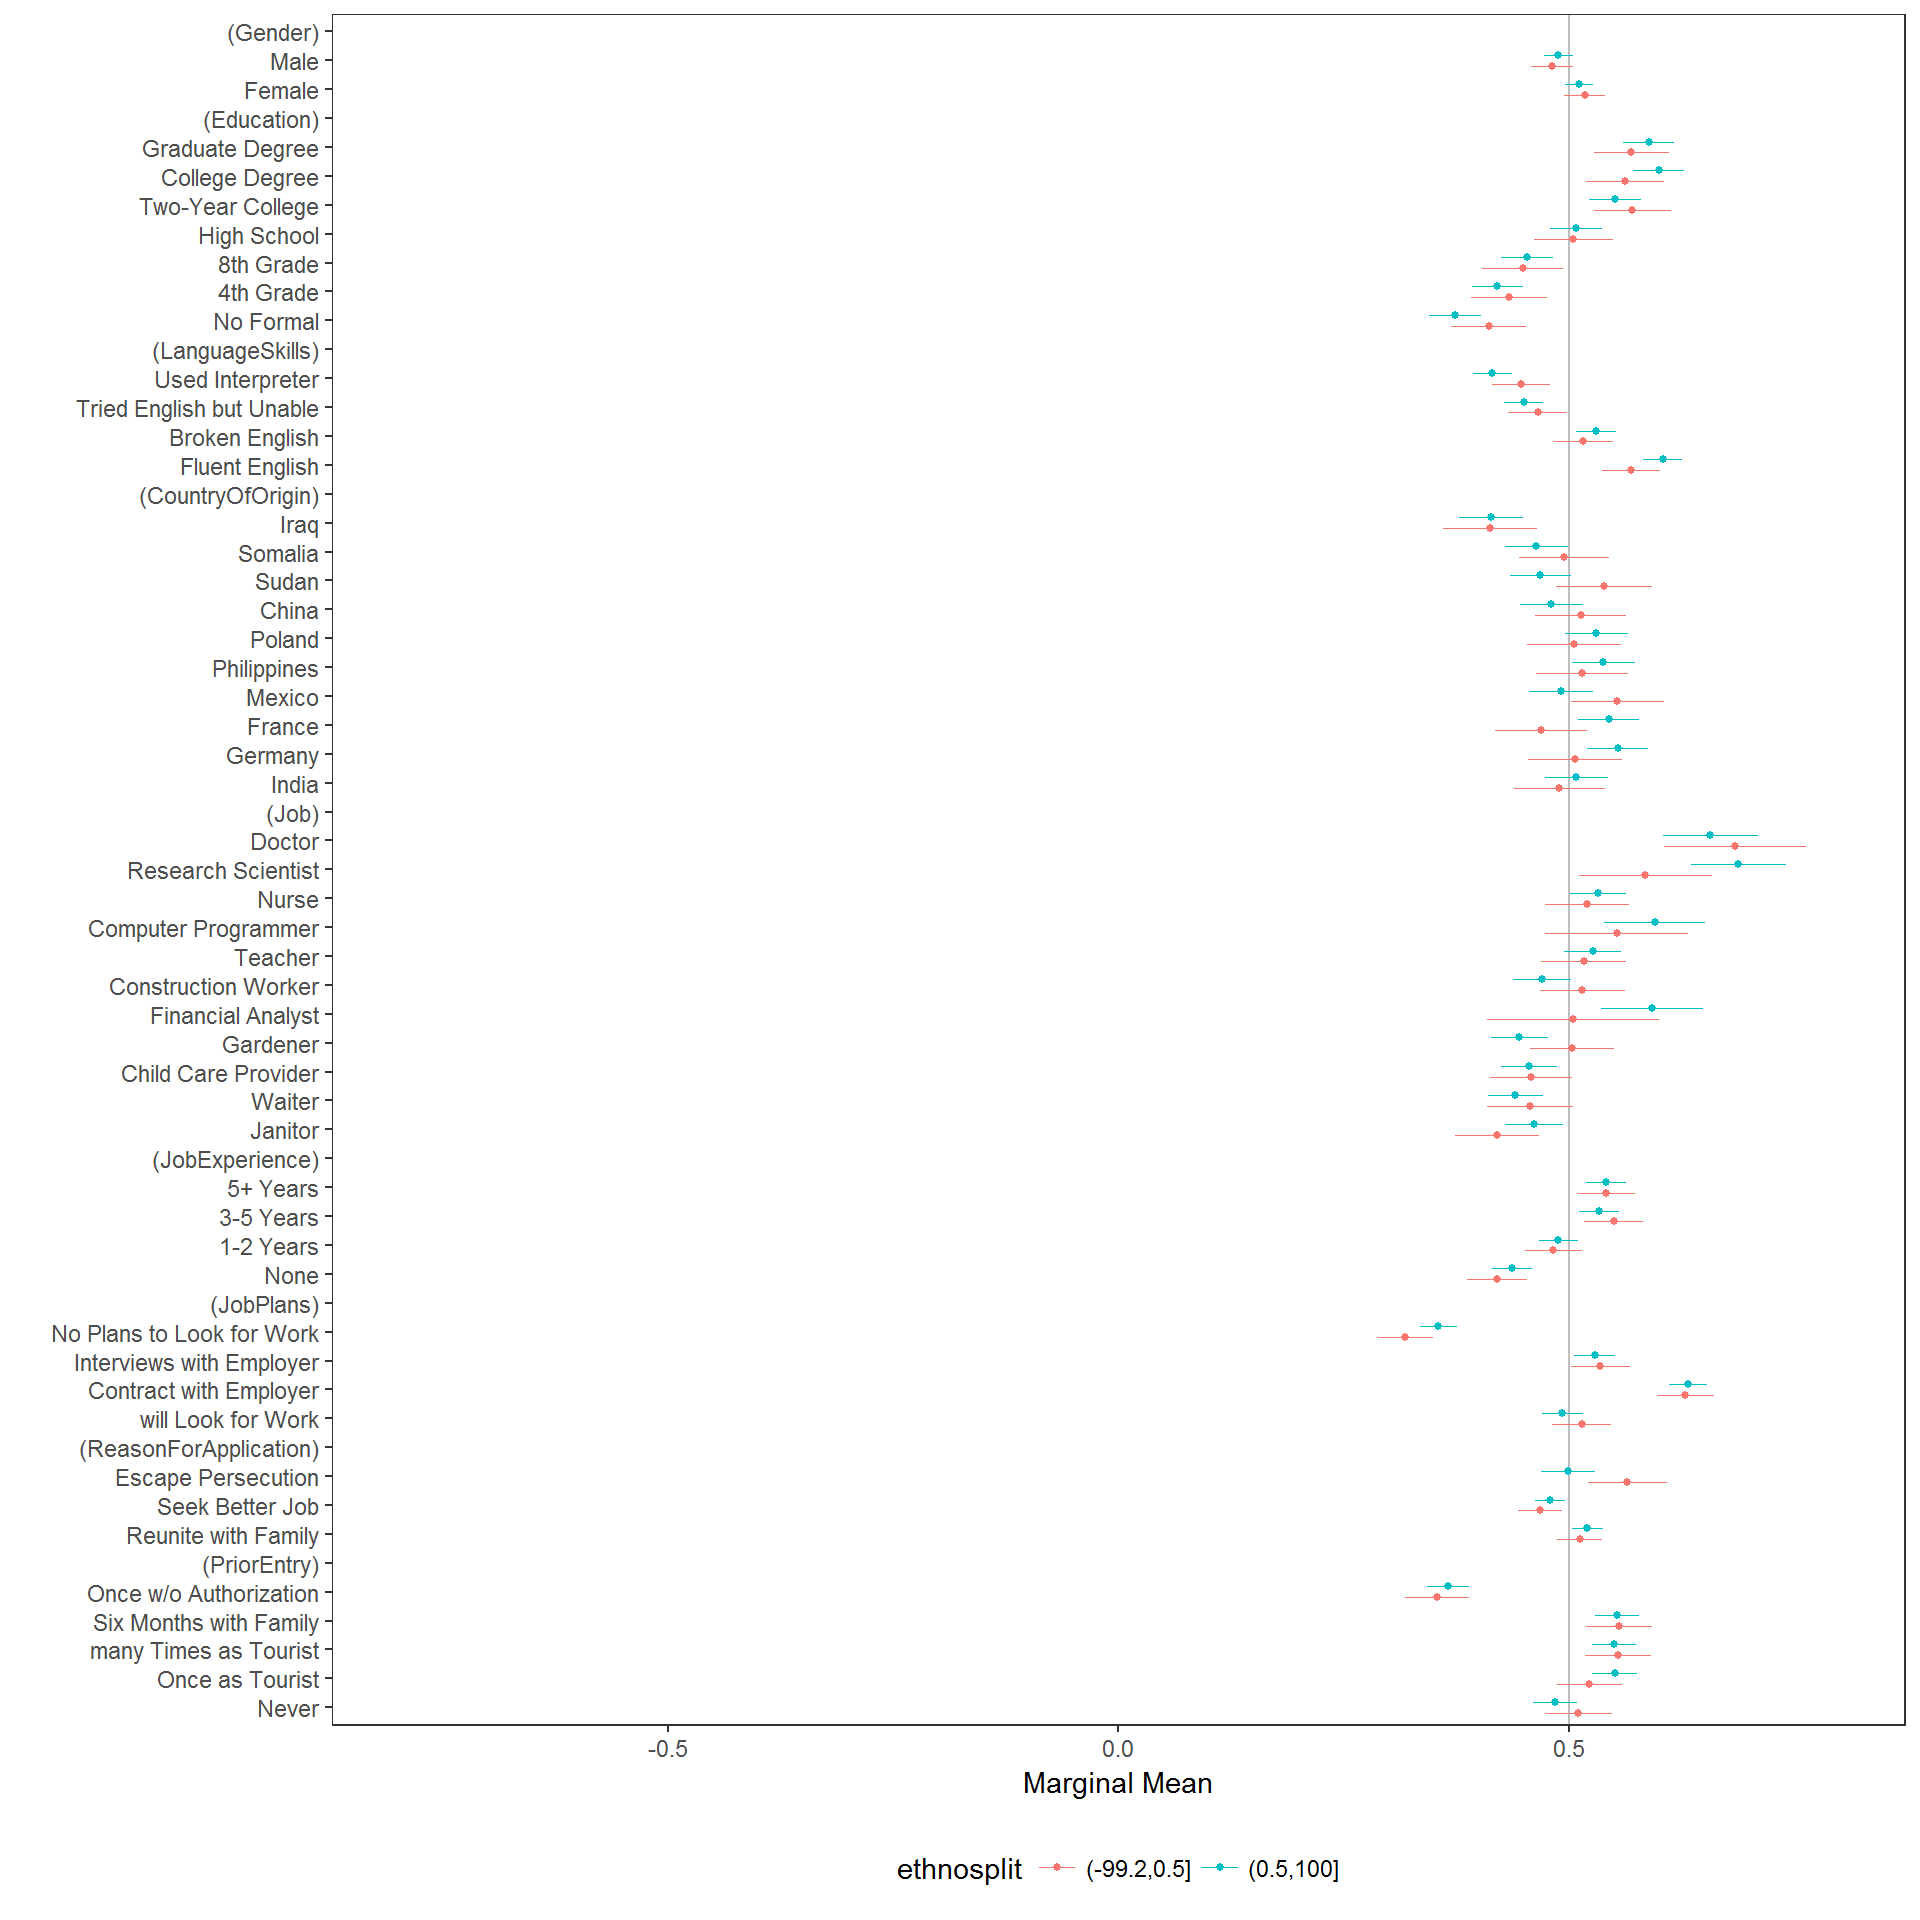 (Gender)
Male
Female
(Education)
Graduate Degree
College Degree
Two-Year College
High School
8th Grade
4th Grade
No Formal
(LanguageSkills)
Used Interpreter
Tried English but Unable
Broken English
Fluent English
(CountryOfOrigin)
Iraq
Somalia
Sudan
China
Poland
Philippines
Mexico
France
Germany
India
(Job)
Doctor
Research Scientist
Nurse
Computer Programmer
Teacher
Construction Worker
Financial Analyst
Gardener
Child Care Provider
Waiter
Janitor
(JobExperience)
5+ Years
3-5 Years
1-2 Years
None
(JobPlans)
No Plans to Look for Work
Interviews with Employer
Contract with Employer
will Look for Work
(ReasonForApplication)
Escape Persecution
Seek Better Job
Reunite with Family
(PriorEntry)
Once w/o Authorization
Six Months with Family
many Times as Tourist
Once as Tourist
Never
-0.5 0.0 0.5
Marginal Mean
ethnosplit (-99.2,0.5] (0.5,100]